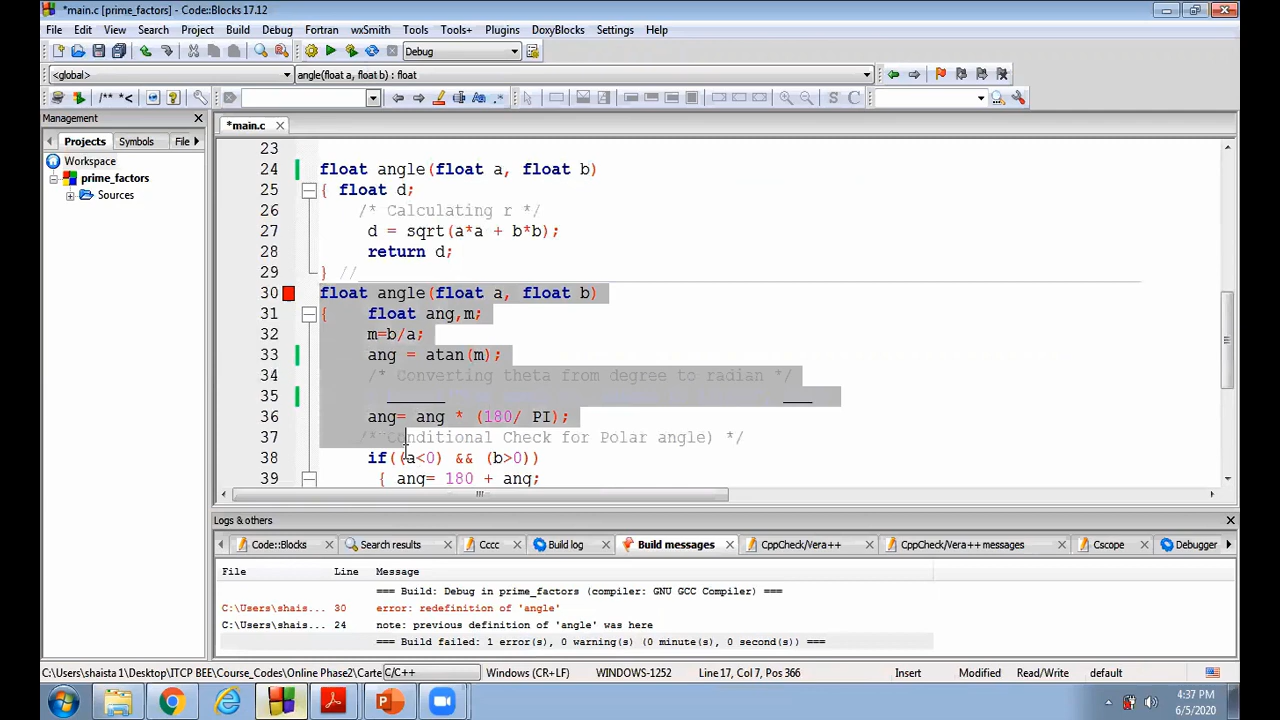 *main.c [prime_factors] - Code::Blocks 17.12
File Edit View Search Project Build Debug Fortran wxSmith Tools Tools+ Plugins DoxyBlocks Settings Help
Debug
<global> angle(float a, float b) : float
/** *<
S C
Management
*main.c
Projects Symbols File
Workspace
prime_factors
Sources
23
24 float angle(float a, float b)
25 { float d;
26 /* Calculating r */
27 d = sqrt(a*a + b*b);
28 return d;
29 } //
30 float angle(float a, float b)
31 { float ang,m;
32 m=b/a;
33 ang = atan(m);
34 /* Converting theta from degree to radian */
35
36 ang= ang * (180/ PI);
37 /* Conditional Check for Polar angle) */
38 if((a<0) && (b>0))
39 { ang= 180 + ang;
Logs & others
Code::Blocks Search results Cccc Build log Build messages CppCheck/Vera++ CppCheck/Vera++ messages Cscope Debugger
File Line Message
=== Build: Debug in prime_factors (compiler: GNU GCC Compiler) ===
C:\Users\shais... 30 error: redefinition of 'angle'
C:\Users\shais... 24 note: previous definition of 'angle' was here
=== Build failed: 1 error(s), 0 warning(s) (0 minute(s), 0 second(s)) ===
C:\Users\shaista 1\Desktop\ITCP BEE\Course_Codes\Online Phase2\Carte C/C++ Windows (CR+LF) WINDOWS-1252 Line 17, Col 7, Pos 366 Insert Modified Read/Write default
4:37 PM
6/5/2020